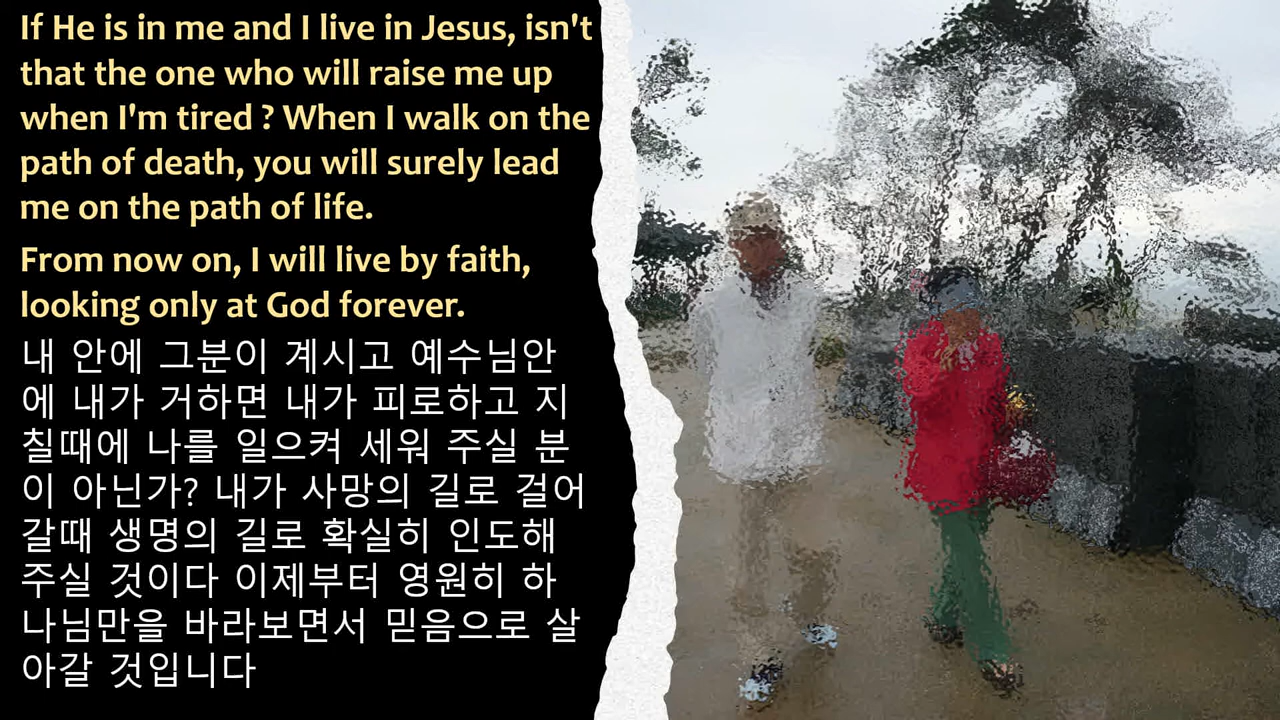 If He is in me and I live in Jesus, isn't
that the one who will raise me up
when I'm tired ? When I walk on the
path of death, you will surely lead
me on the path of life.
From now on, I will live by faith,
looking only at God forever.
내 안에 그분이 계시고 예수님안
에 내가 거하면 내가 피로하고 지
칠때에 나를 일으켜 세워 주실 분
이 아닌가? 내가 사망의 길로 걸어
갈때 생명의 길로 확실히 인도해
주실 것이다 이제부터 영원히 하
나님만을 바라보면서 믿음으로 살
아갈 것입니다